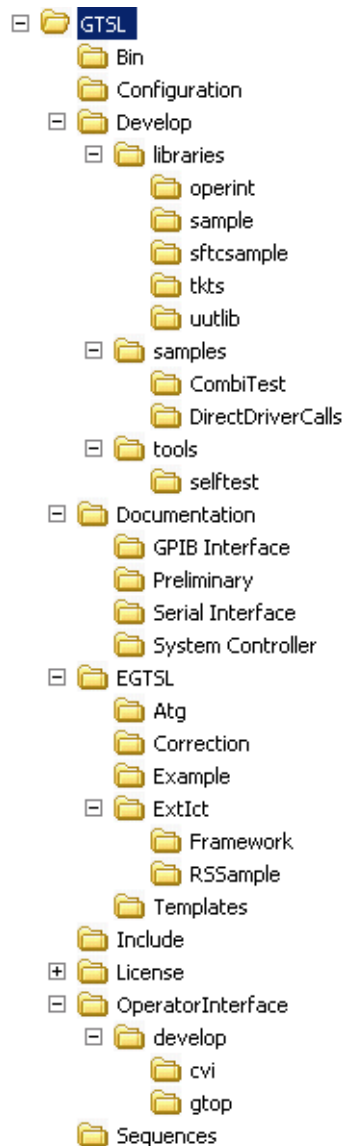 GTSL
Bin
Configuration
Develop
libraries
operint
sample
sftcsample
tkts
uutlib
samples
CombiTest
DirectDriverCalls
tools
selftest
Documentation
GPIB Interface
Preliminary
Serial Interface
System Controller
EGTSL
Atg
Correction
Example
ExtIct
Framework
RSSample
Templates
Include
License
OperatorInterface
develop
cvi
gtop
Sequences